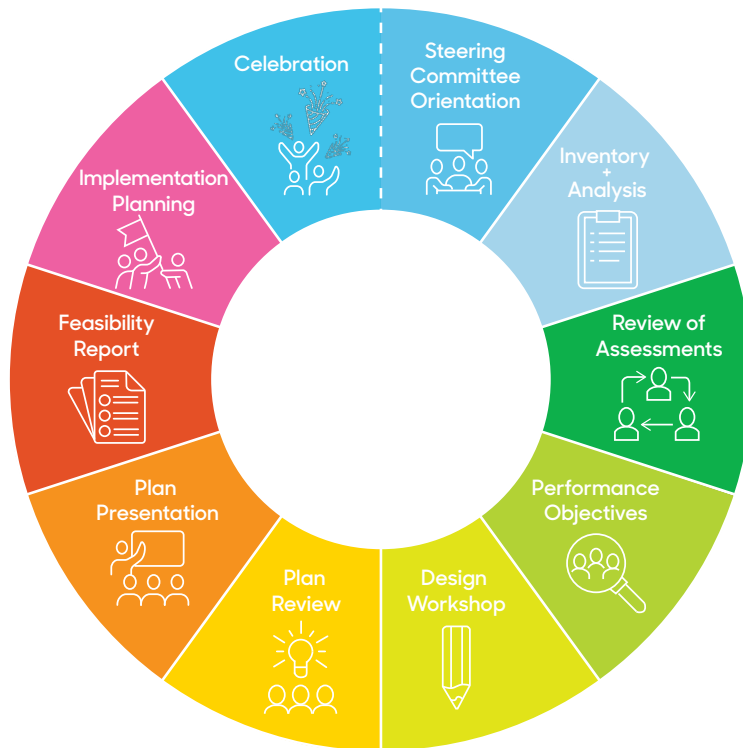 Steering
Committee
Orientation
Inventory
+
Analysis
Review of
Assessments
Performance
Objectives
Design
Workshop
Plan
Review
Plan
Presentation
Feasibility
Report
Implementation
Planning
Celebration